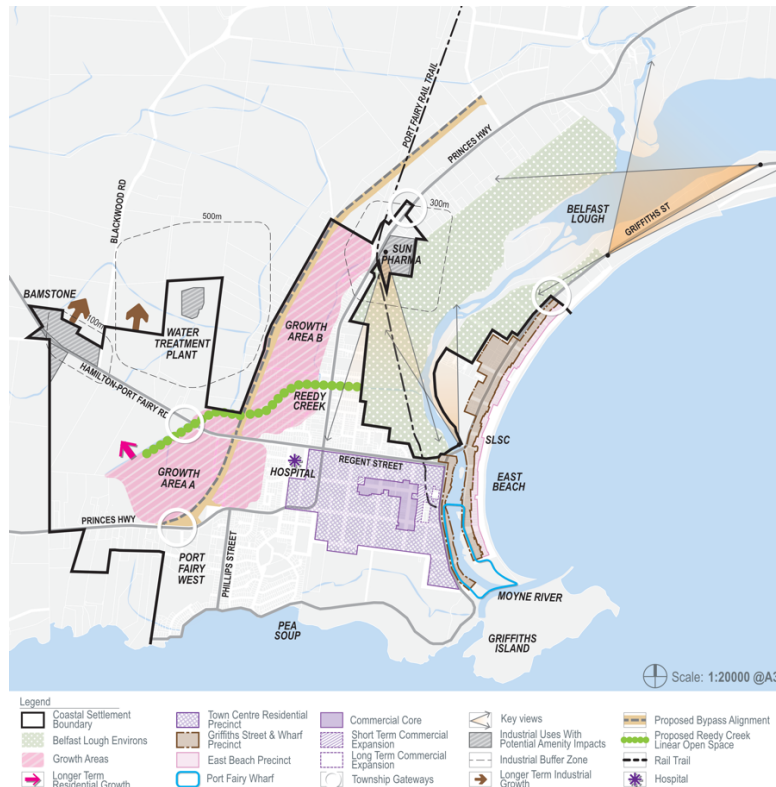 PORT FAIRY RAIL TRAIL
PRINCES HWY
BLACKWOOD RD
500m
300m
BELFAST
LOUGH
GRIFFITHS ST
SUN
PHARMA
BAMSTONE
100m
WATER
TREATMENT
PLANT
GROWTH
AREA B
HAMILTON-PORT FAIRY RD
REEDY
CREEK
SLSC
EAST
BEACH
REGENT STREET
HOSPITAL
GROWTH
AREA A
PRINCES HWY
PORT
FAIRY
WEST
PHILLIPS STREET
MOYNE RIVER
PEA
SOUP
GRIFFITHS
ISLAND
Scale: 1:20000 @A3
Legend
Coastal Settlement
Boundary
Belfast Lough Environs
Growth Areas
Longer Term
Residential Growth
Town Centre Residential
Precinct
Griffiths Street & Wharf
Precinct
East Beach Precinct
Port Fairy Wharf
Commercial Core
Short Term Commercial
Expansion
Long Term Commercial
Expansion
Township Gateways
Key views
Industrial Uses With
Potential Amenity Impacts
Industrial Buffer Zone
Longer Term Industrial
Growth
Proposed Bypass Alignment
Proposed Reedy Creek
Linear Open Space
Rail Trail
Hospital